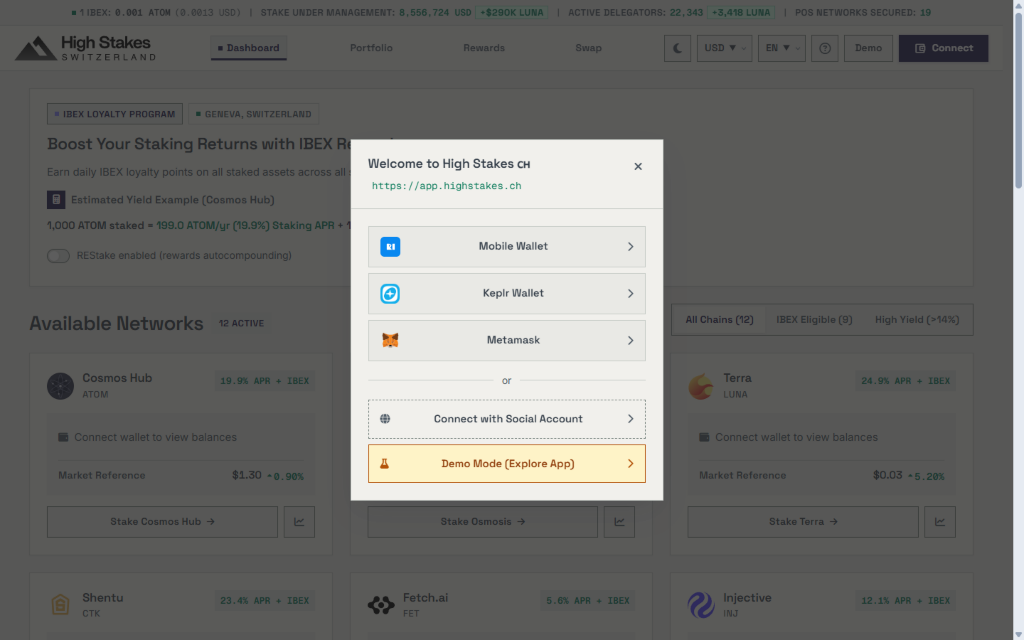 1 IBEX: 0.001 ATOM (0.0013 USD) | STAKE UNDER MANAGEMENT: 8,556,724 USD +$290K LUNA | ACTIVE DELEGATORS: 22,343 +3,418 LUNA | POS NETWORKS SECURED: 19
High Stakes
SWITZERLAND
Dashboard
Portfolio
Rewards
Swap
USD ▼
EN ▼
Demo
Connect
IBEX LOYALTY PROGRAM
GENEVA, SWITZERLAND
Boost Your Staking Returns with IBEX
Earn daily IBEX loyalty points on all staked assets across all
Estimated Yield Example (Cosmos Hub)
1,000 ATOM staked = 199.0 ATOM/yr (19.9%) Staking APR +
REStake enabled (rewards autocompounding)
Welcome to High Stakes CH
https://app.highstakes.ch
Mobile Wallet
Keplr Wallet
Metamask
or
Connect with Social Account
Demo Mode (Explore App)
Available Networks 12 ACTIVE
All Chains (12)
IBEX Eligible (9)
High Yield (>14%)
Cosmos Hub
ATOM
19.9% APR + IBEX
Connect wallet to view balances
Market Reference $1.30 0.90%
Stake Cosmos Hub →
Stake Osmosis →
Terra
LUNA
24.9% APR + IBEX
Connect wallet to view balances
Market Reference $0.03 5.20%
Stake Terra →
Shentu
CTK
23.4% APR + IBEX
Fetch.ai
FET
5.6% APR + IBEX
Injective
INJ
12.1% APR + IBEX